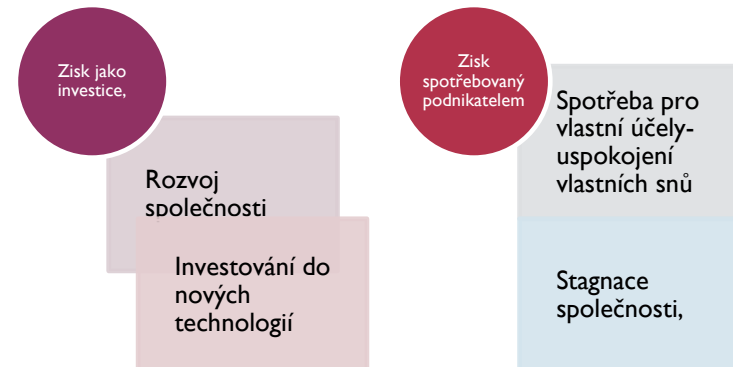 Zisk jako
investice,
Rozvoj
společnosti
Investování do
nových
technologií
Zisk
spotřebovaný
podnikatelem
Spotřeba pro
vlastní účely-
uspokojení
vlastních snů
Stagnace
společnosti,